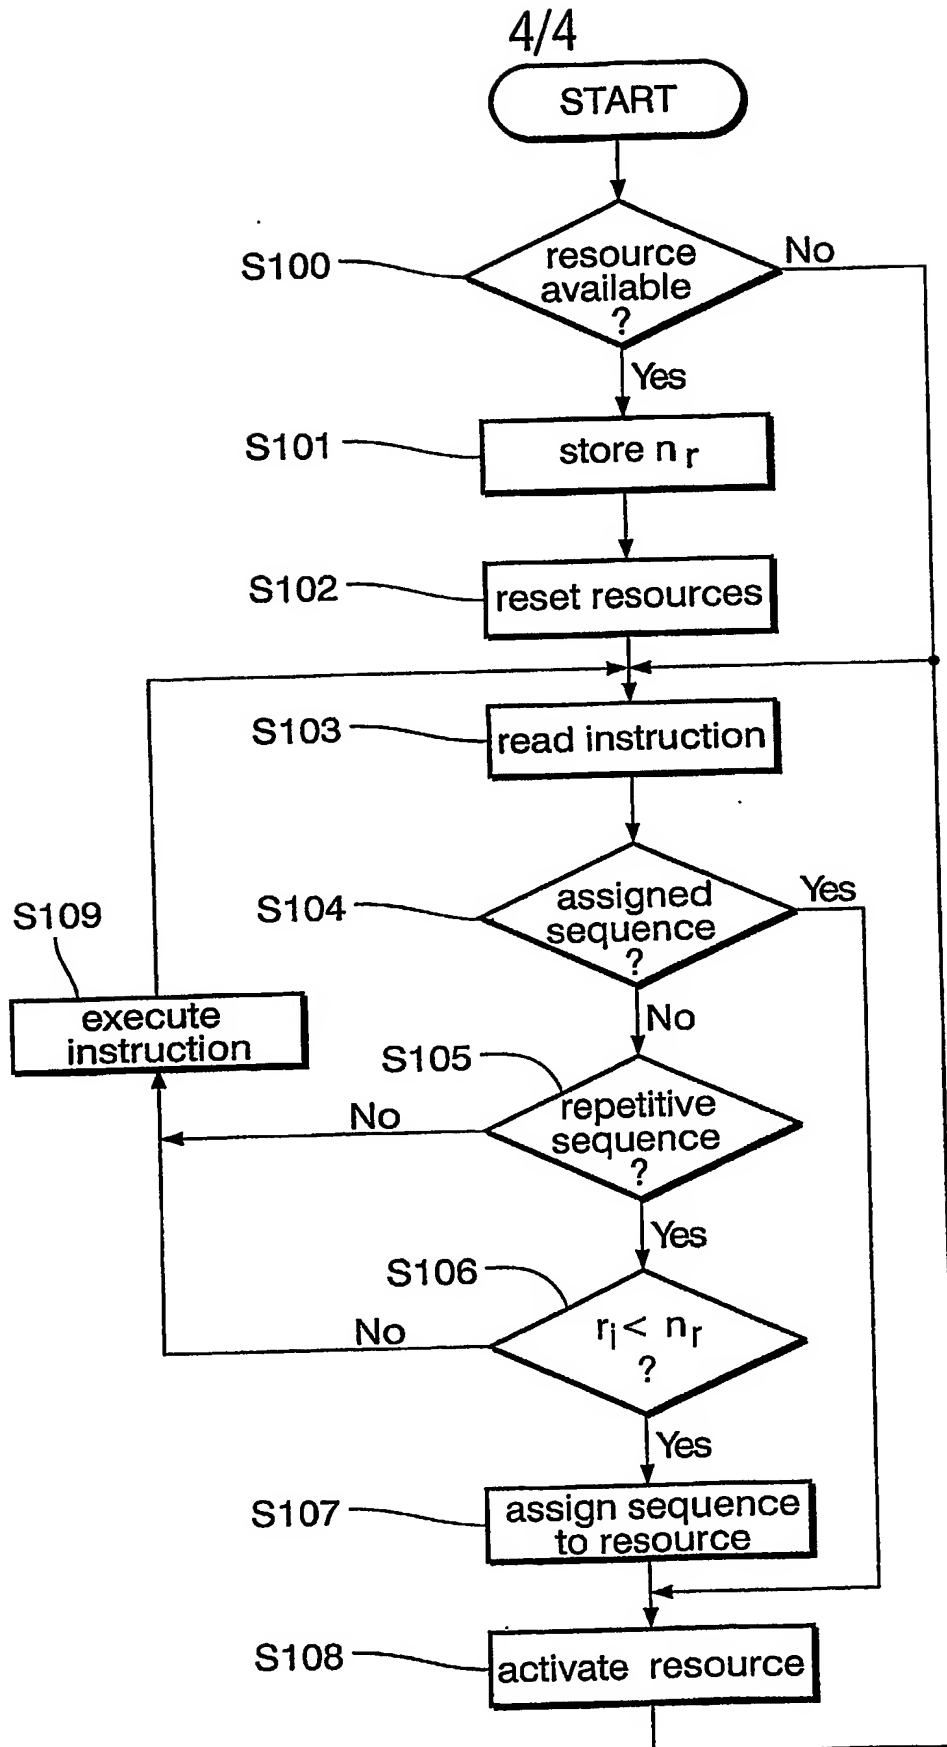 4/4
START
S100
resource
available
?
No
Yes
S101
store n r
S102
reset resources
S103
read instruction
S104
assigned
sequence
?
Yes
No
S109
execute
instruction
S105
repetitive
sequence
?
No
Yes
S106
ri < nr
?
No
Yes
S107
assign sequence
to resource
S108
activate resource